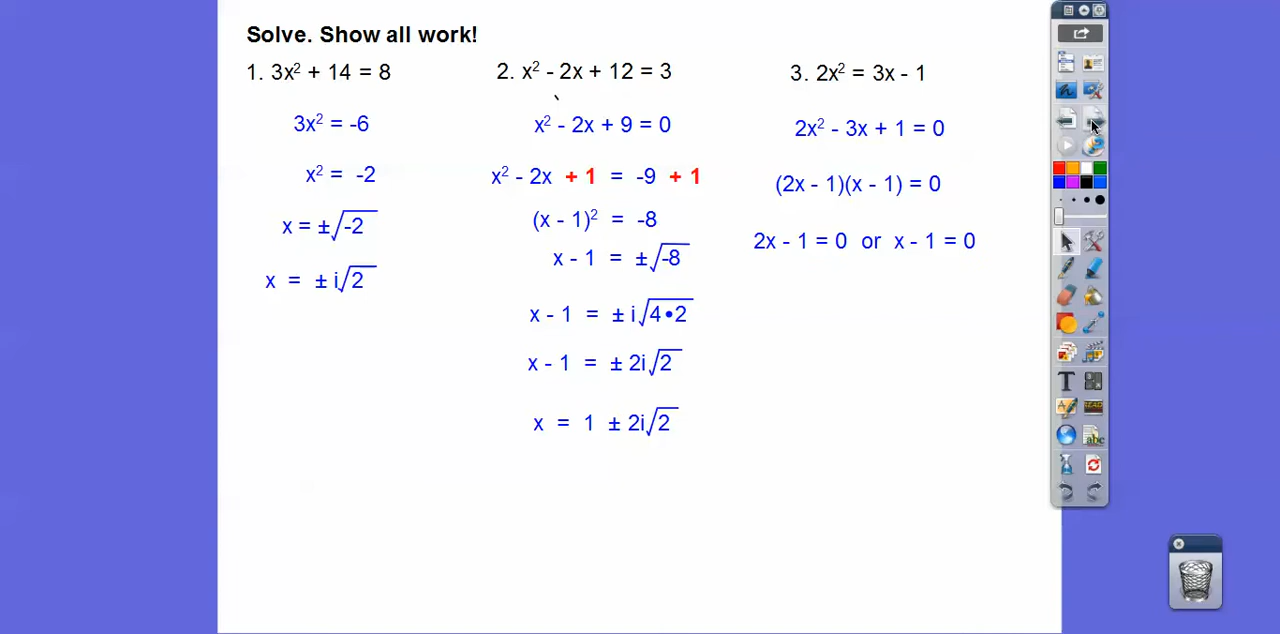 Solve. Show all work!
1. 3x² + 14 = 8
3x² = -6
x² = -2
x = ±√-2
x = ± i√2
2. x² - 2x + 12 = 3
x² - 2x + 9 = 0
x² - 2x + 1 = -9 + 1
(x - 1)² = -8
x - 1 = ±√-8
x - 1 = ± i√4•2
x - 1 = ± 2i√2
x = 1 ± 2i√2
3. 2x² = 3x - 1
2x² - 3x + 1 = 0
(2x - 1)(x - 1) = 0
2x - 1 = 0 or x - 1 = 0
T
abc